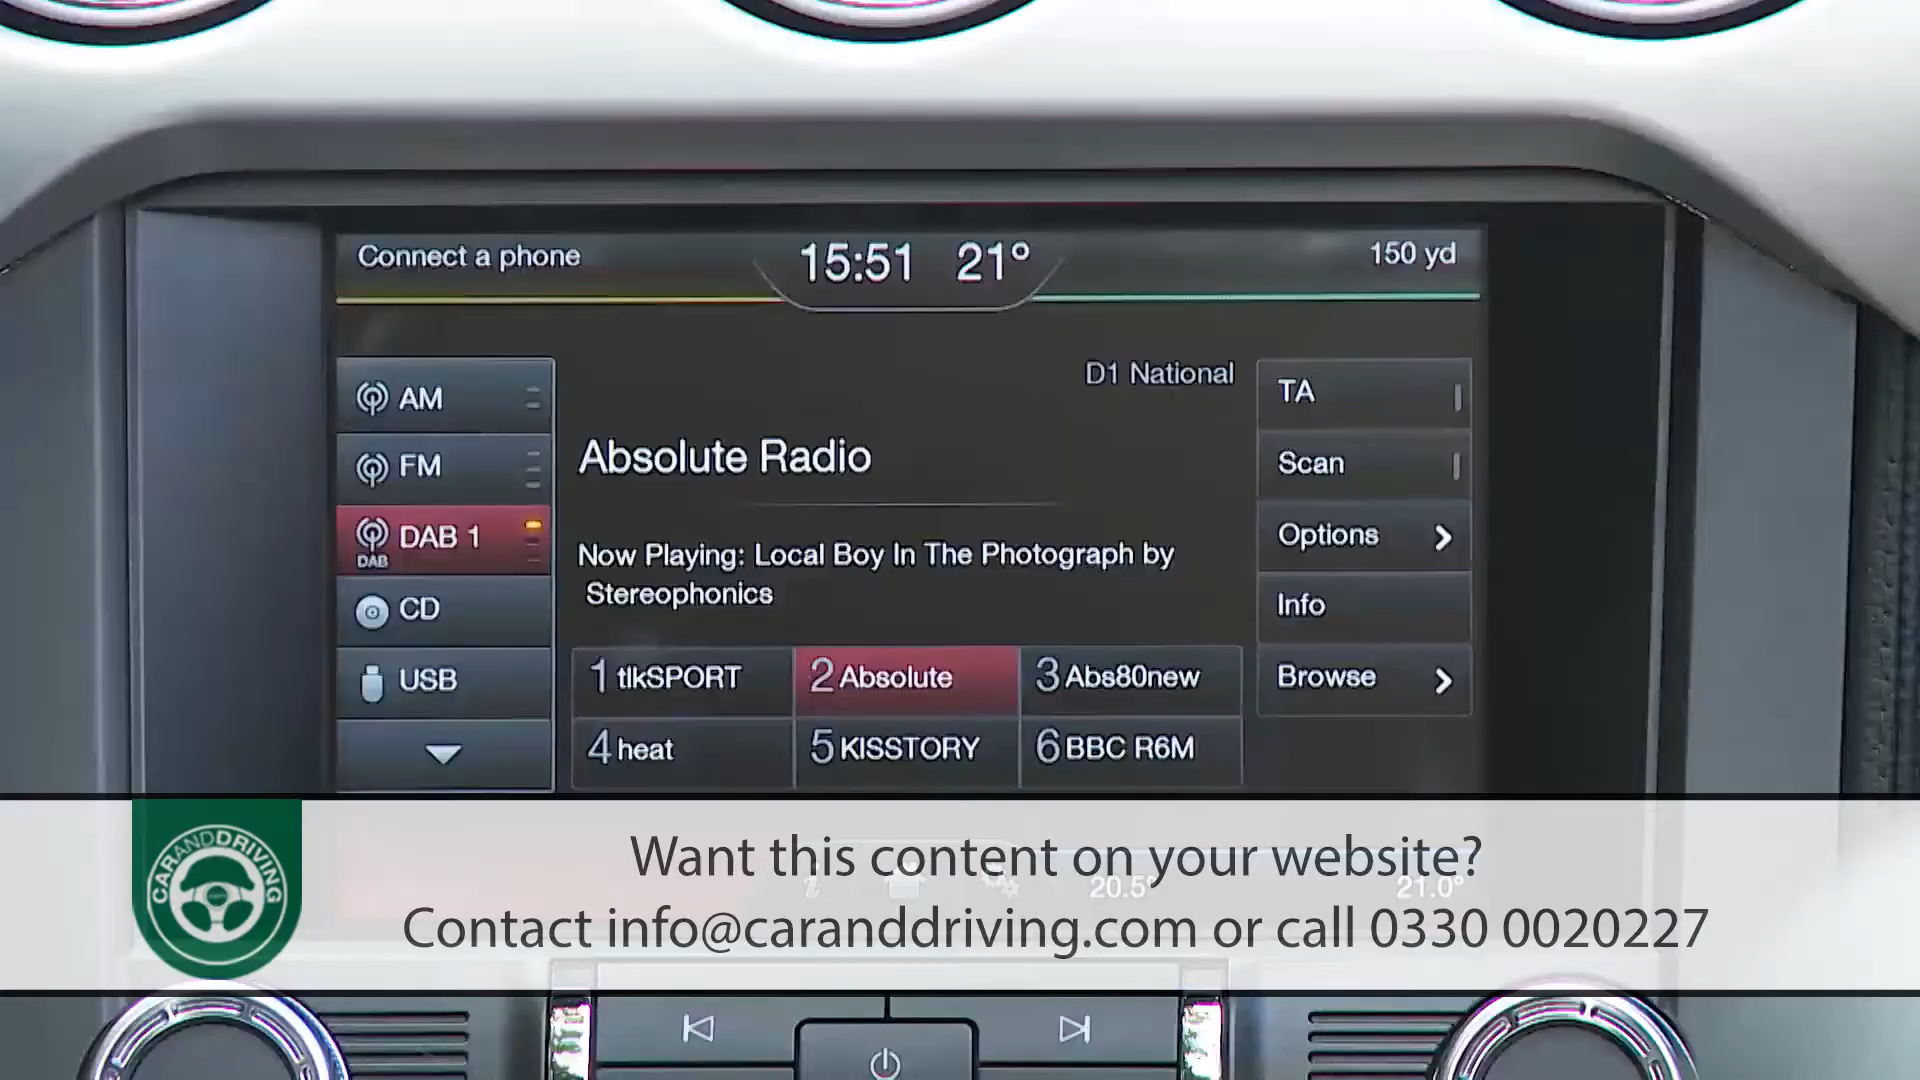 Connect a phone
15:51 21°
150 yd
D1 National
AM
FM
DAB 1
DAB
CD
USB
Absolute Radio
Now Playing: Local Boy In The Photograph by
Stereophonics
1 tlkSPORT
2 Absolute
3 Abs80new
4 heat
5 KISSTORY
6 BBC R6M
TA
Scan
Options
Info
Browse
20.5°
21.0°
CARANDDRIVING
Want this content on your website?
Contact info@caranddriving.com or call 0330 0020227